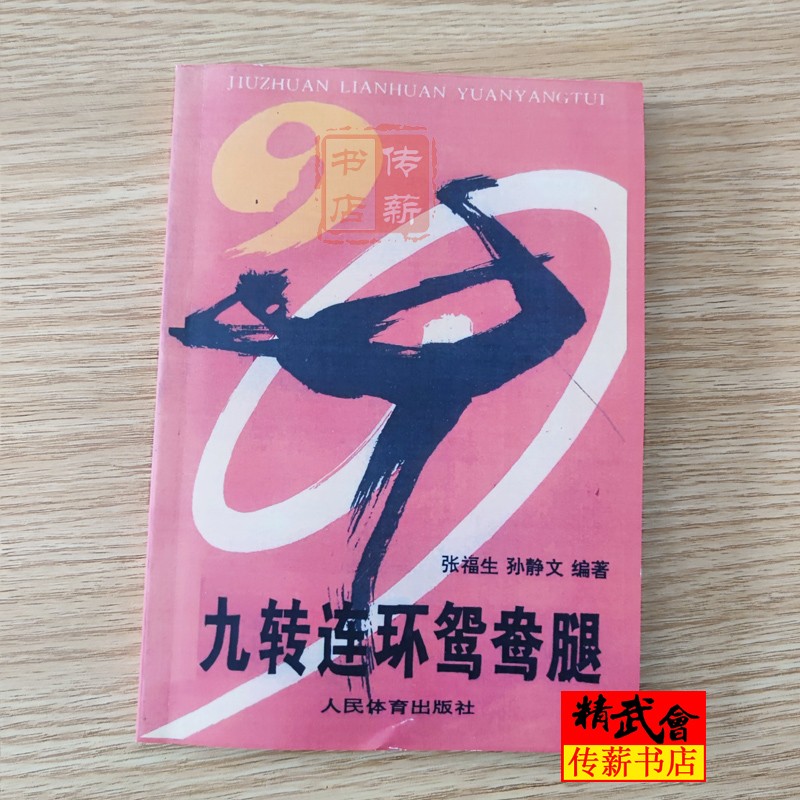 JIUZHUAN LIANHUAN YUANYANGTUI
9
传薪
书店
张福生 孙静文 编著
九转连环鸳鸯腿
人民体育出版社
精武會
传薪书店